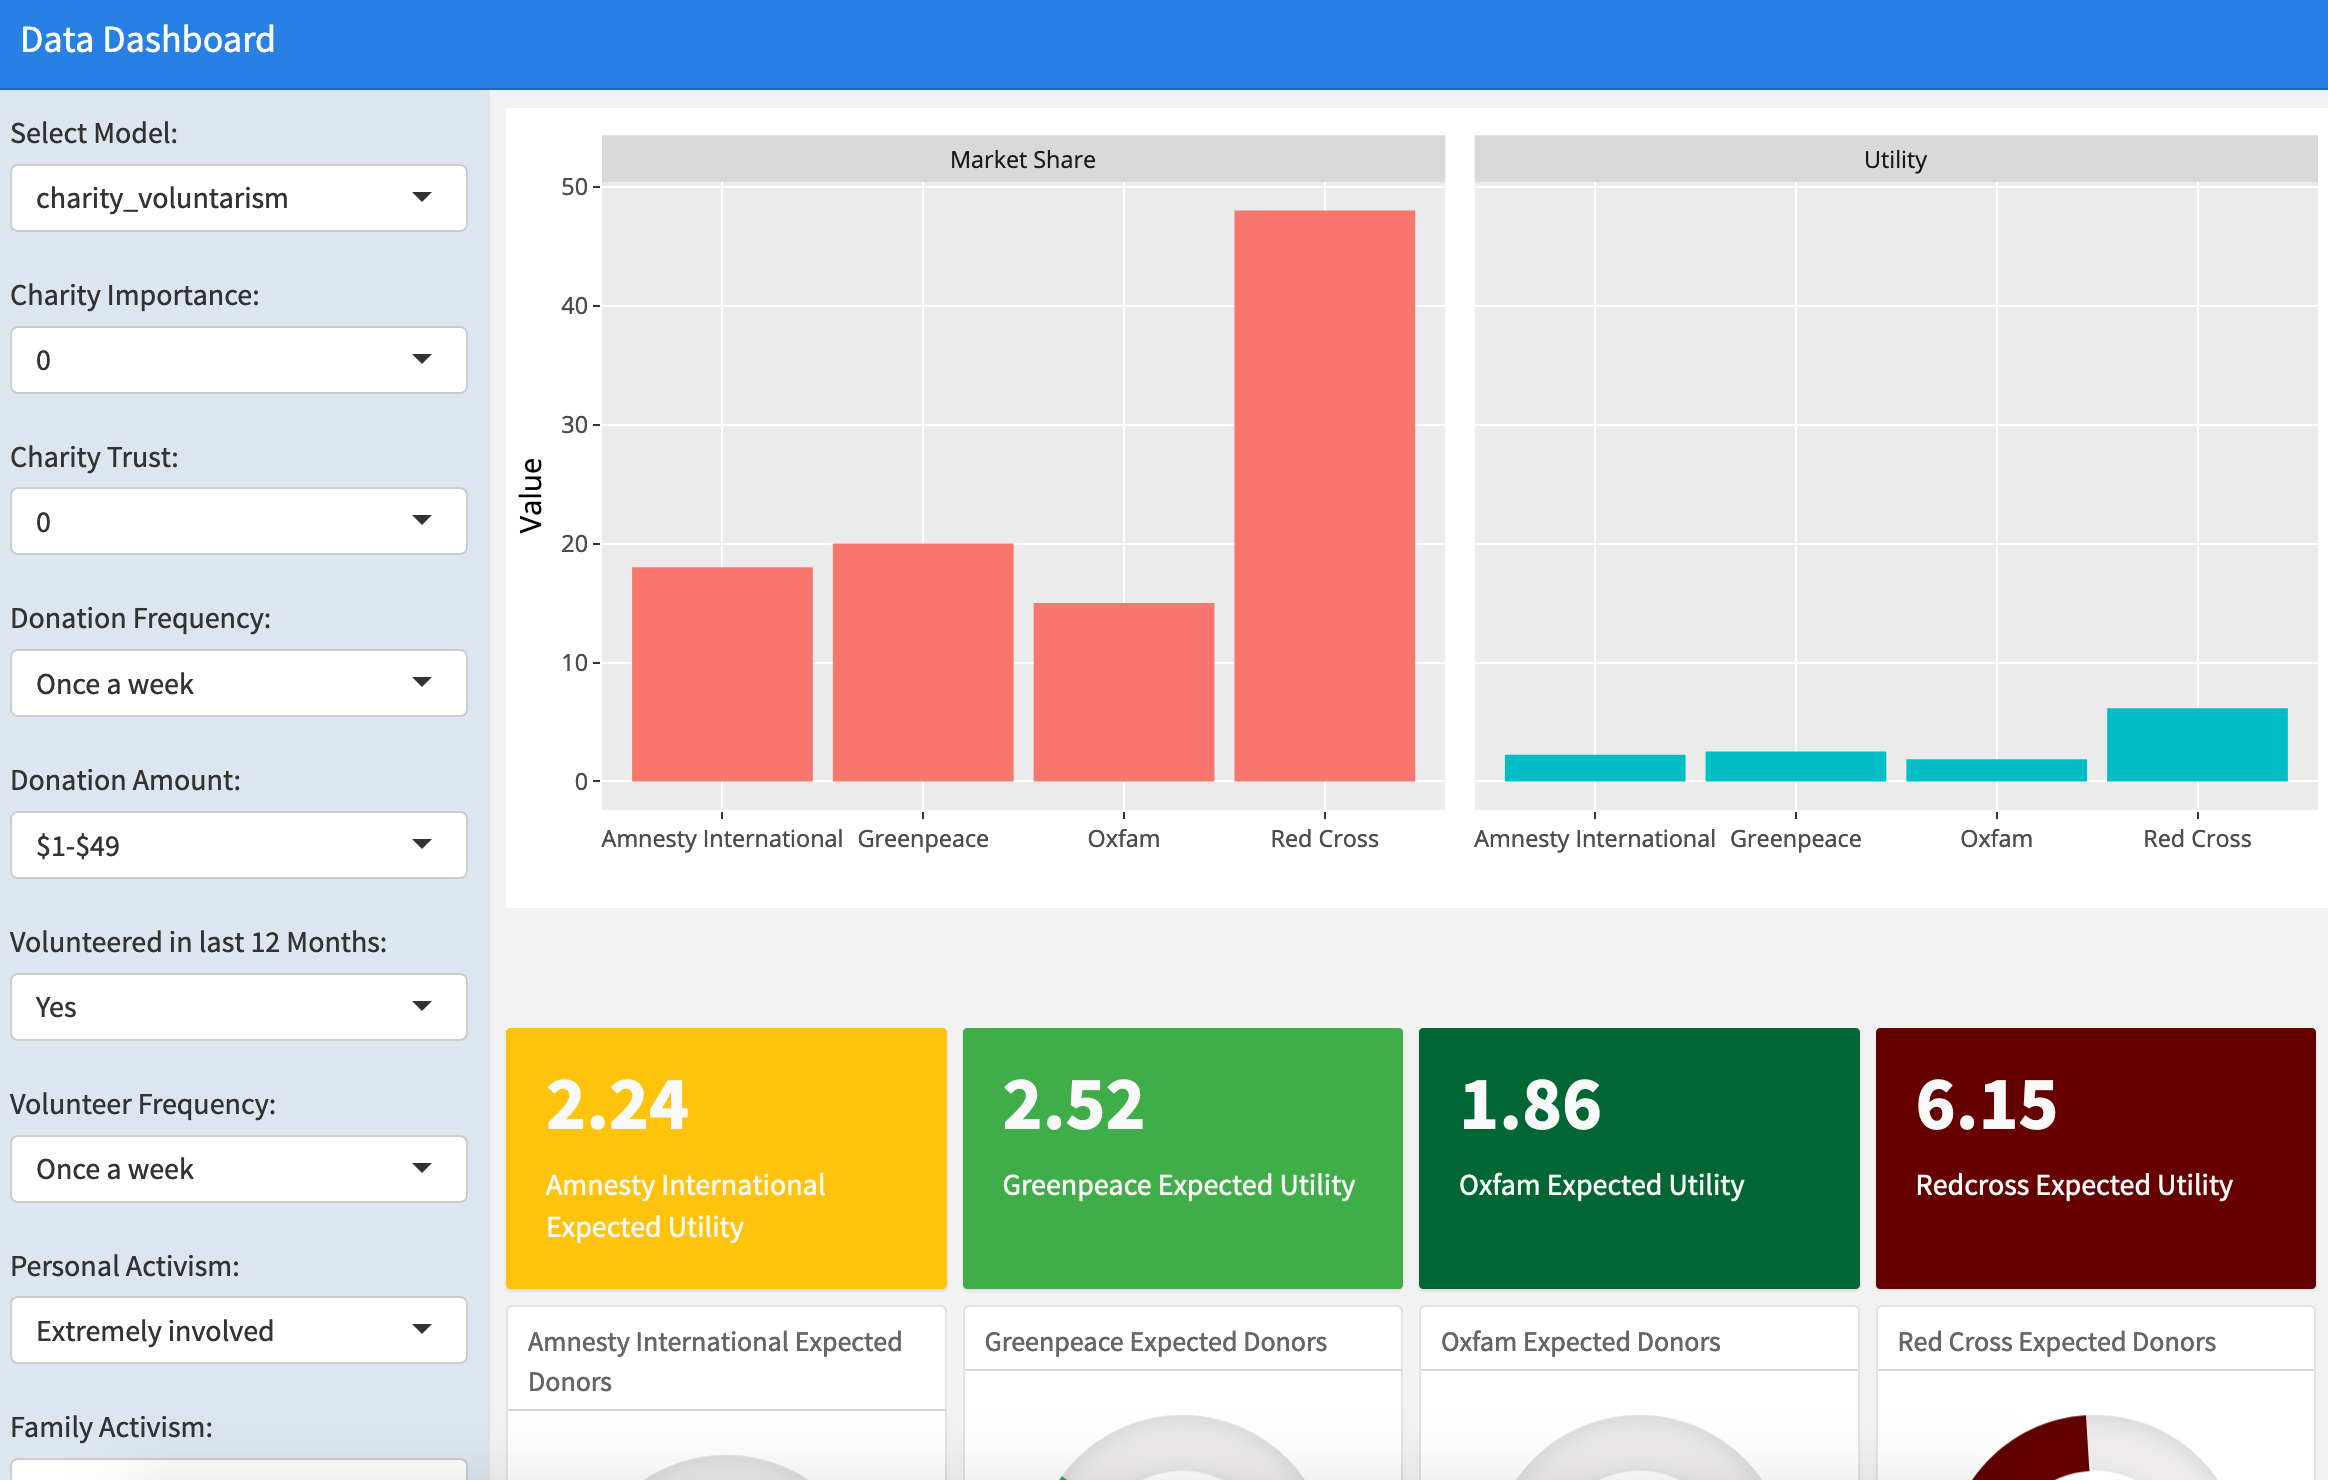 Data Dashboard
Select Model:
charity_voluntarism
Charity Importance:
0
Charity Trust:
0
Donation Frequency:
Once a week
Donation Amount:
$1-$49
Volunteered in last 12 Months:
Yes
Volunteer Frequency:
Once a week
Personal Activism:
Extremely involved
Family Activism:
Market Share
Utility
Value
50
40
30
20
10
0
Amnesty International Greenpeace Oxfam Red Cross
Amnesty International Greenpeace Oxfam Red Cross
2.24
Amnesty International
Expected Utility
2.52
Greenpeace Expected Utility
1.86
Oxfam Expected Utility
6.15
Redcross Expected Utility
Amnesty International Expected
Donors
Greenpeace Expected Donors
Oxfam Expected Donors
Red Cross Expected Donors